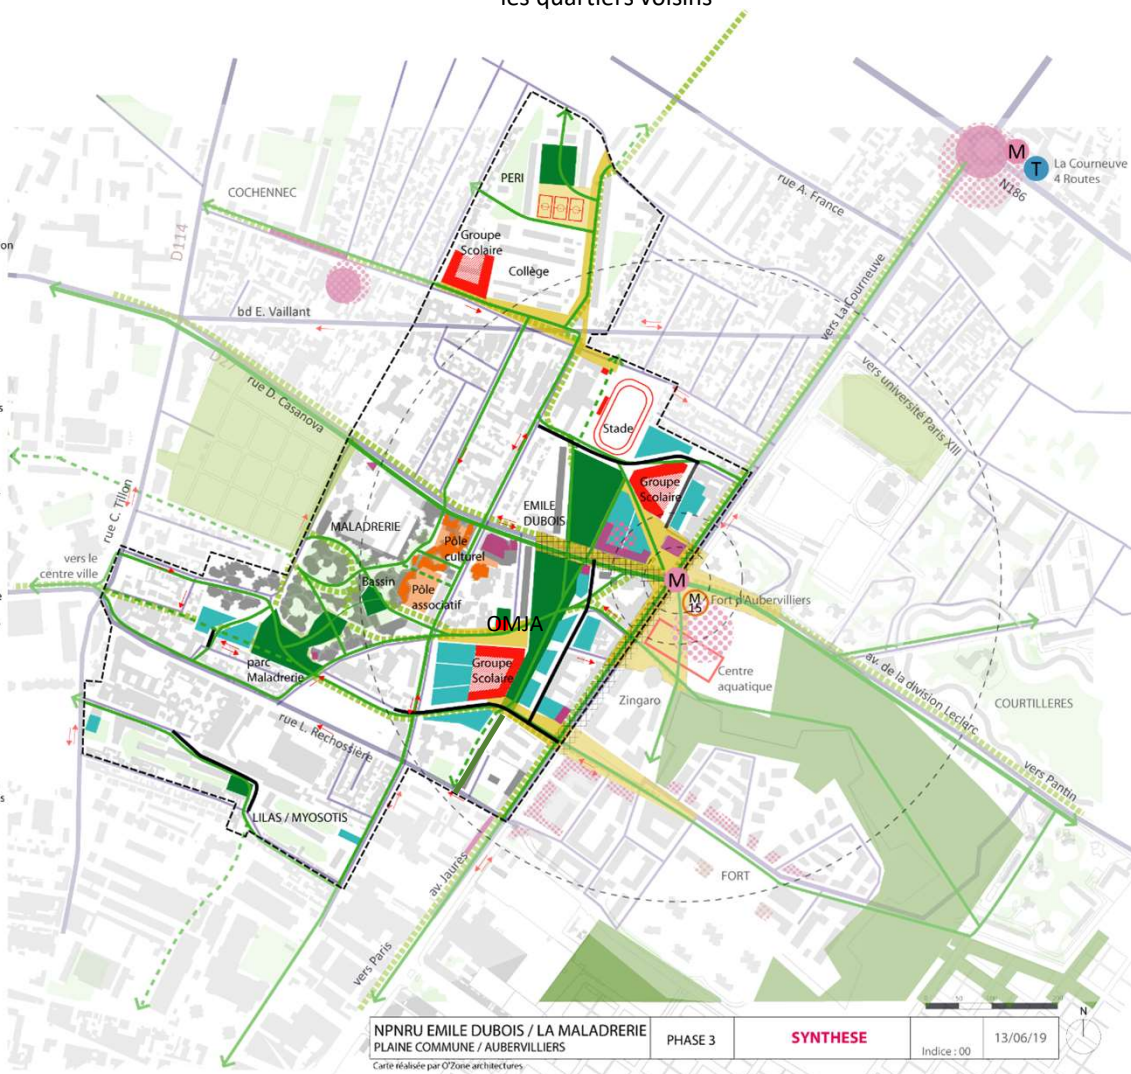 les quartiers voisins
M
T
La Courneuve
4 Routes
N186
rue A. France
PERI
COCHENNEC
on
D114
Groupe
Scolaire
Collège
vers La Courneuve
bd E. Vaillant
D27
rue D. Casanova
vers université Paris XIII
s
Stade
rue C. Tillon
Groupe
Scolaire
EMILE
DUBOIS
MALADRERIE
Pôle
culturel
vers le
centre ville
Bassin
Pôle
associatif
M
M
15
Fort d'Aubervilliers
e
OMJA
parc
Maladrerie
Groupe
Scolaire
Centre
aquatique
av. de la division Leclerc
Zingaro
COURTILLERES
rue L. Rechossière
vers Pantin
s
LILAS / MYOSOTIS
av. Jaurès
FORT
vers Paris
N
NPNRU EMILE DUBOIS / LA MALADRERIE
PLAINE COMMUNE / AUBERVILLIERS
PHASE 3
SYNTHESE
Indice : 00
13/06/19
Carte réalisée par O'Zone architectures